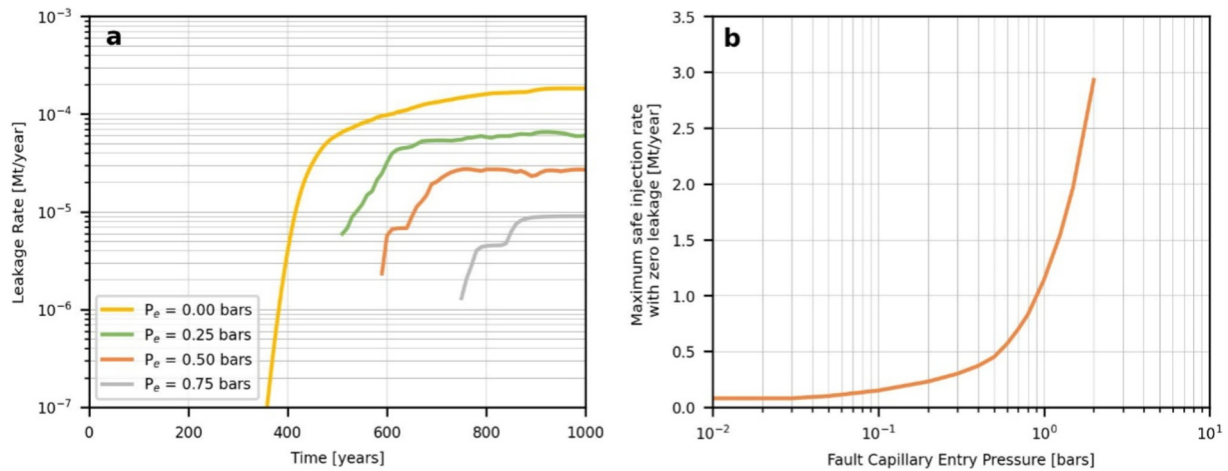 a
Leakage Rate [Mt/year]
10⁻³
10⁻⁴
10⁻⁵
10⁻⁶
10⁻⁷
Pₑ = 0.00 bars
Pₑ = 0.25 bars
Pₑ = 0.50 bars
Pₑ = 0.75 bars
0 200 400 600 800 1000
Time [years]
b
Maximum safe injection rate
with zero leakage [Mt/year]
3.5
3.0
2.5
2.0
1.5
1.0
0.5
0.0
10⁻² 10⁻¹ 10⁰ 10¹
Fault Capillary Entry Pressure [bars]